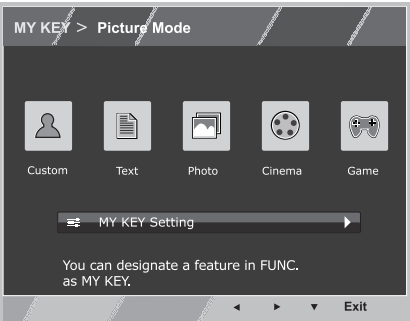 MY KEY > Picture Mode
Custom Text Photo Cinema Game
MY KEY Setting
You can designate a feature in FUNC.
as MY KEY.
Exit